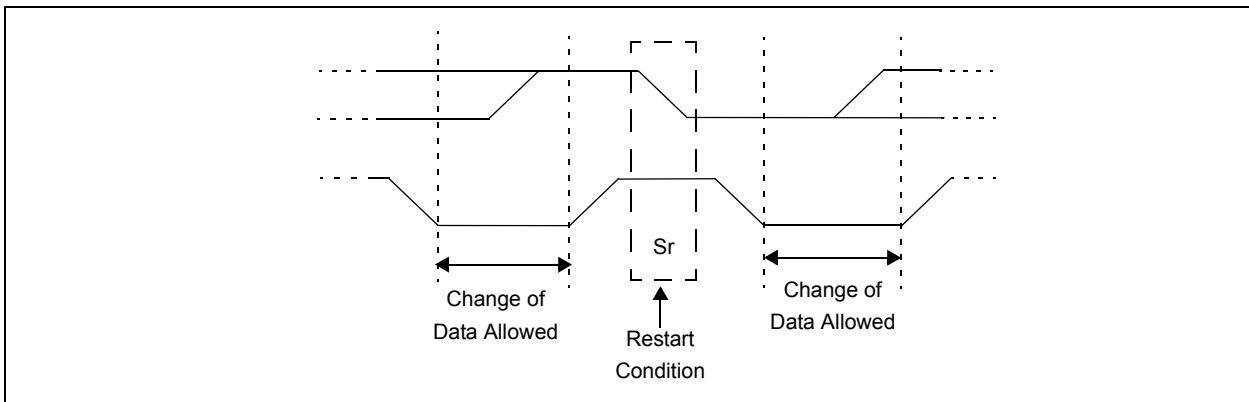 Sr
Change of
Data Allowed
Restart
Condition
Change of
Data Allowed